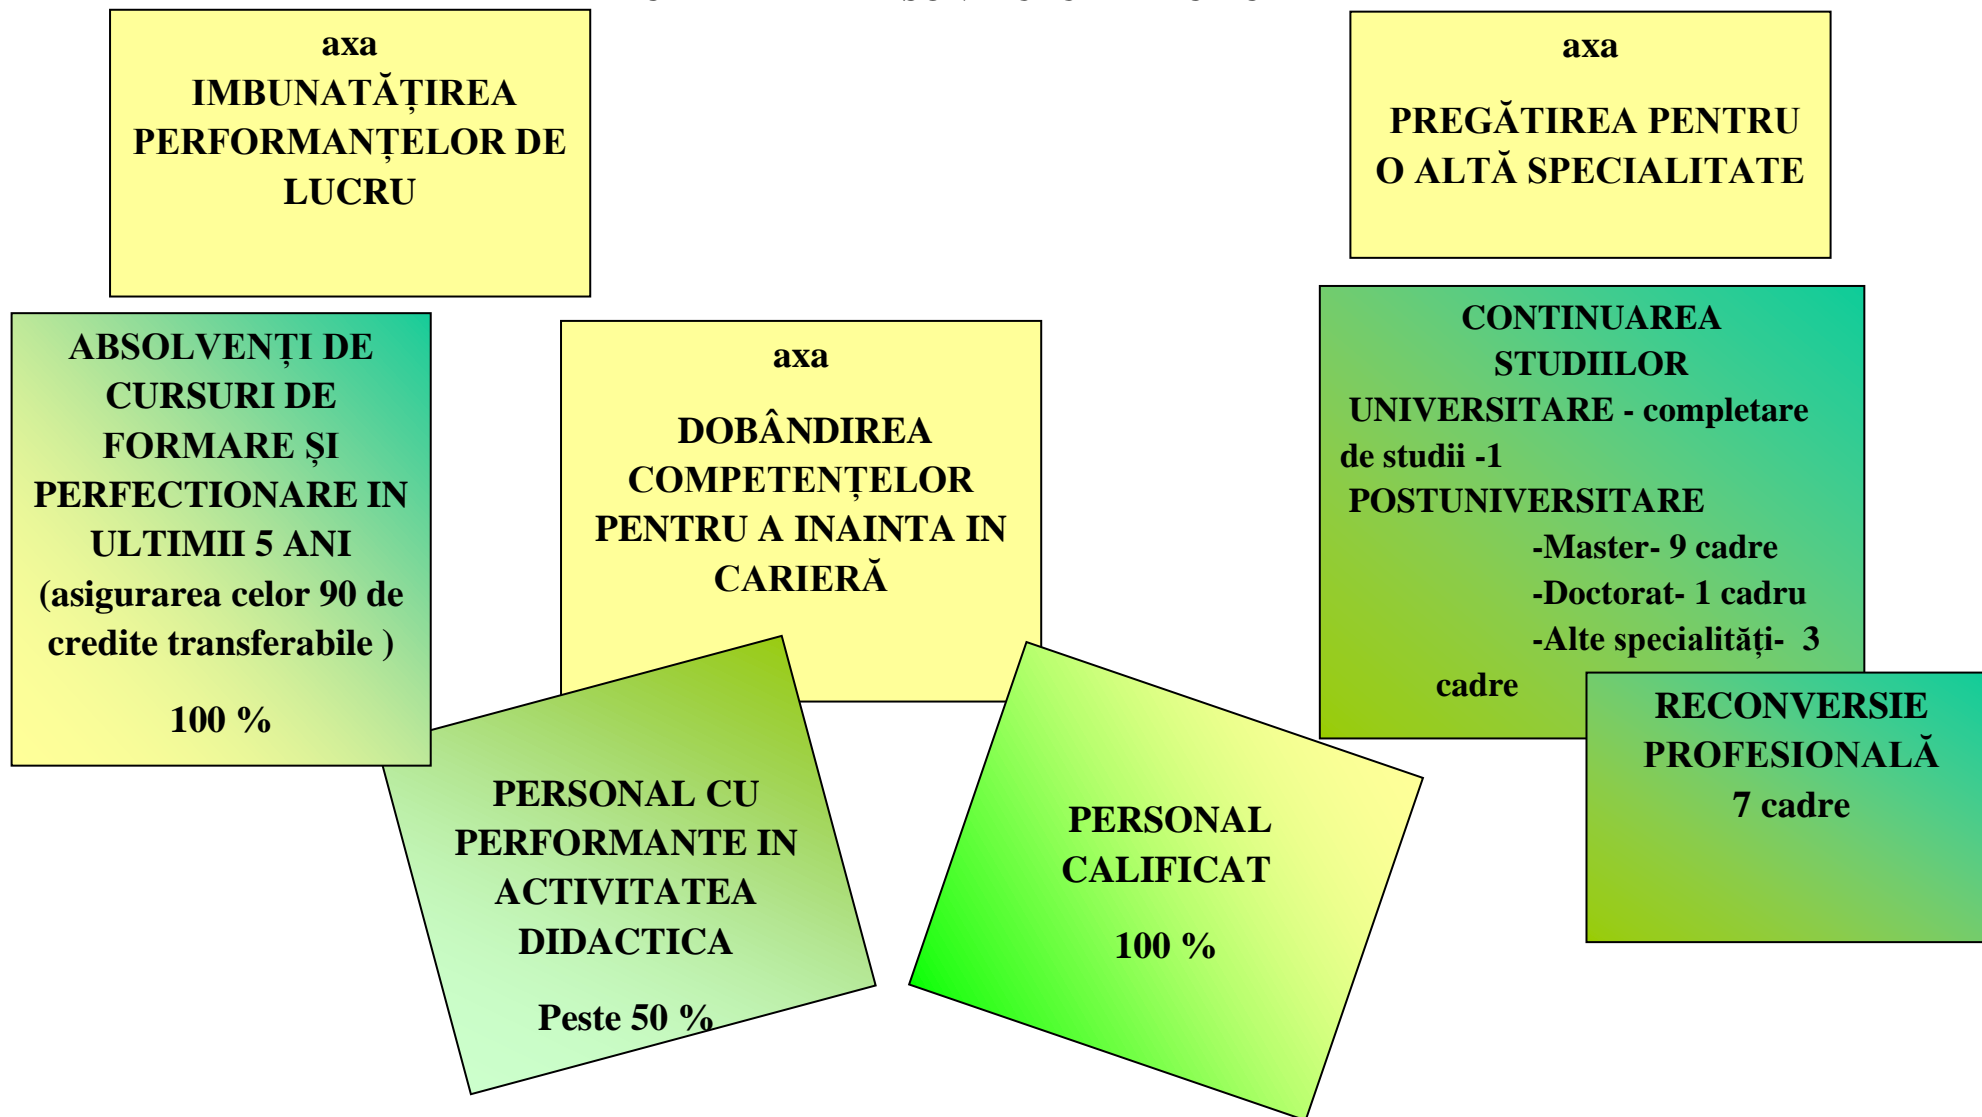 axa
IMBUNATĂȚIREA
PERFORMANȚELOR DE
LUCRU
axa
PREGĂTIREA PENTRU
O ALTĂ SPECIALITATE
ABSOLVENȚI DE
CURSURI DE
FORMARE ȘI
PERFECTIONARE IN
ULTIMII 5 ANI
(asigurarea celor 90 de
credite transferabile )
100 %
axa
DOBÂNDIREA
COMPETENȚELOR
PENTRU A INAINTA IN
CARIERĂ
CONTINUAREA
STUDIILOR
UNIVERSITARE - completare
de studii -1
POSTUNIVERSITARE
-Master- 9 cadre
-Doctorat- 1 cadru
-Alte specialități- 3
cadre
PERSONAL CU
PERFORMANTE IN
ACTIVITATEA
DIDACTICA
Peste 50 %
PERSONAL
CALIFICAT
100 %
RECONVERSIE
PROFESIONALĂ
7 cadre